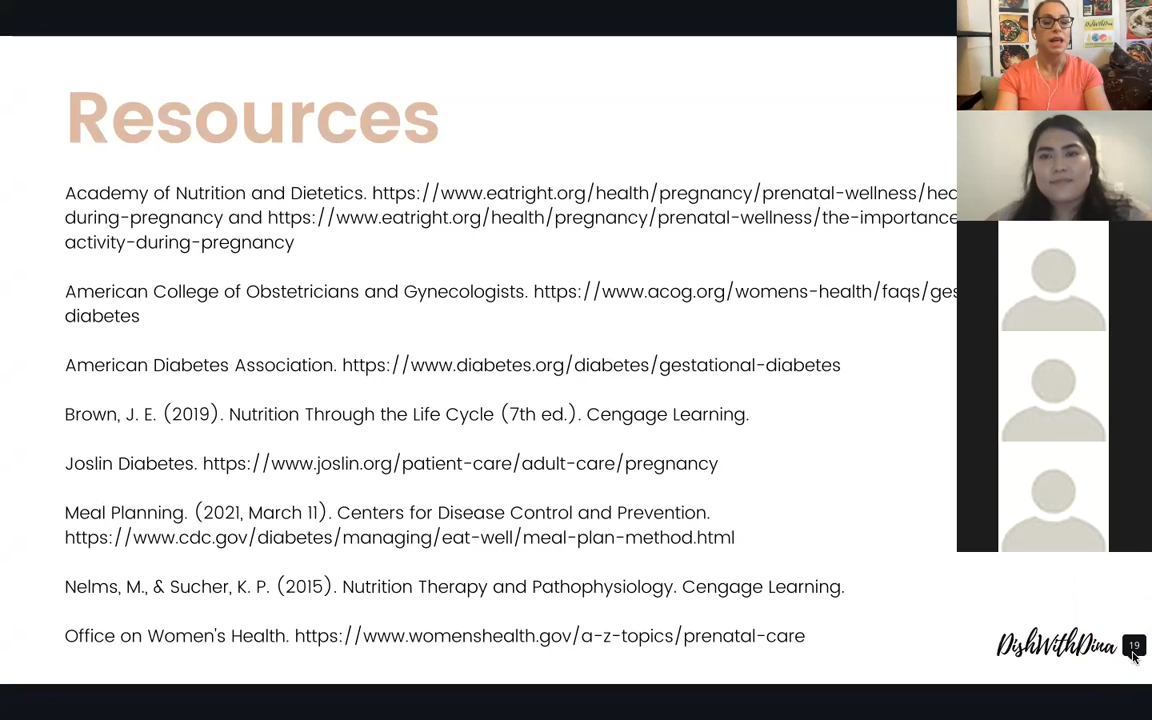 Resources
Academy of Nutrition and Dietetics. https://www.eatright.org/health/pregnancy/prenatal-wellness/hea
during-pregnancy and https://www.eatright.org/health/pregnancy/prenatal-wellness/the-importance
activity-during-pregnancy
American College of Obstetricians and Gynecologists. https://www.acog.org/womens-health/faqs/ges
diabetes
American Diabetes Association. https://www.diabetes.org/diabetes/gestational-diabetes
Brown, J. E. (2019). Nutrition Through the Life Cycle (7th ed.). Cengage Learning.
Joslin Diabetes. https://www.joslin.org/patient-care/adult-care/pregnancy
Meal Planning. (2021, March 11). Centers for Disease Control and Prevention.
https://www.cdc.gov/diabetes/managing/eat-well/meal-plan-method.html
Nelms, M., & Sucher, K. P. (2015). Nutrition Therapy and Pathophysiology. Cengage Learning.
Office on Women's Health. https://www.womenshealth.gov/a-z-topics/prenatal-care
DishWithDina
19